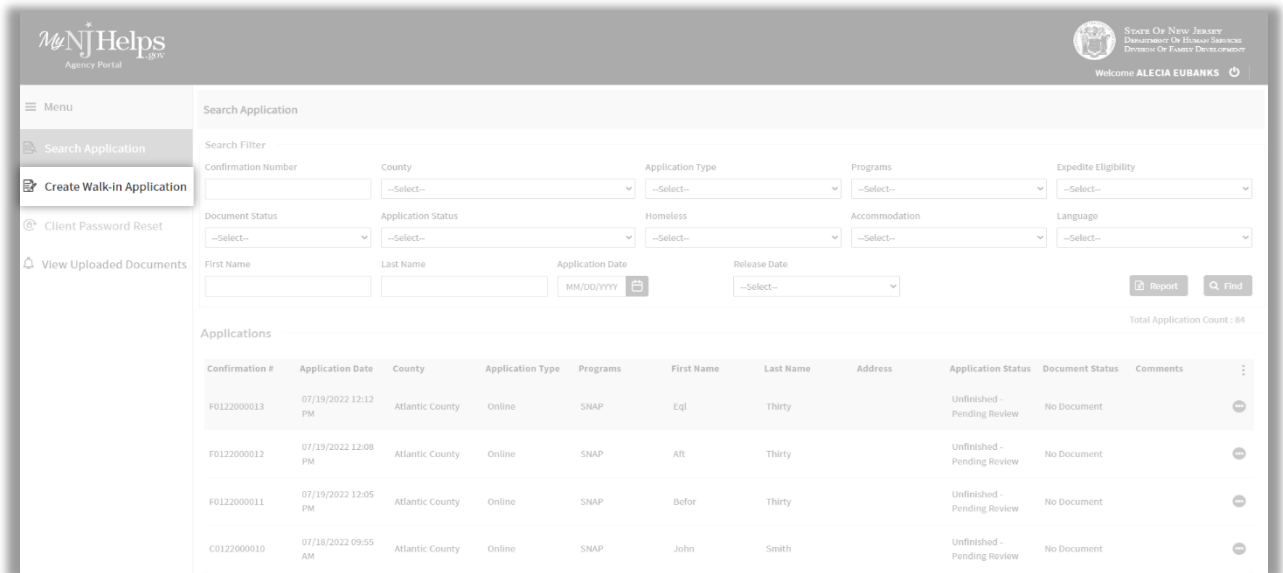 MyNJHelps
.gov
Agency Portal
STATE OF NEW JERSEY
DEPARTMENT OF HUMAN SERVICES
DIVISION OF FAMILY DEVELOPMENT
Welcome ALECIA EUBANKS
Menu
Search Application
Create Walk-in Application
Client Password Reset
View Uploaded Documents
Search Application
Search Filter
Confirmation Number County Application Type Programs Expedite Eligibility
--Select-- --Select-- --Select-- --Select--
Document Status Application Status Homeless Accommodation Language
--Select-- --Select-- --Select-- --Select-- --Select--
First Name Last Name Application Date Release Date
MM/DD/YYYY --Select-- Report Find
Total Application Count : 84
Applications
Confirmation # Application Date County Application Type Programs First Name Last Name Address Application Status Document Status Comments
F0122000013 07/19/2022 12:12 PM Atlantic County Online SNAP Eql Thirty Unfinished - Pending Review No Document
F0122000012 07/19/2022 12:08 PM Atlantic County Online SNAP Aft Thirty Unfinished - Pending Review No Document
F0122000011 07/19/2022 12:05 PM Atlantic County Online SNAP Befor Thirty Unfinished - Pending Review No Document
C0122000010 07/18/2022 09:55 AM Atlantic County Online SNAP John Smith Unfinished - Pending Review No Document